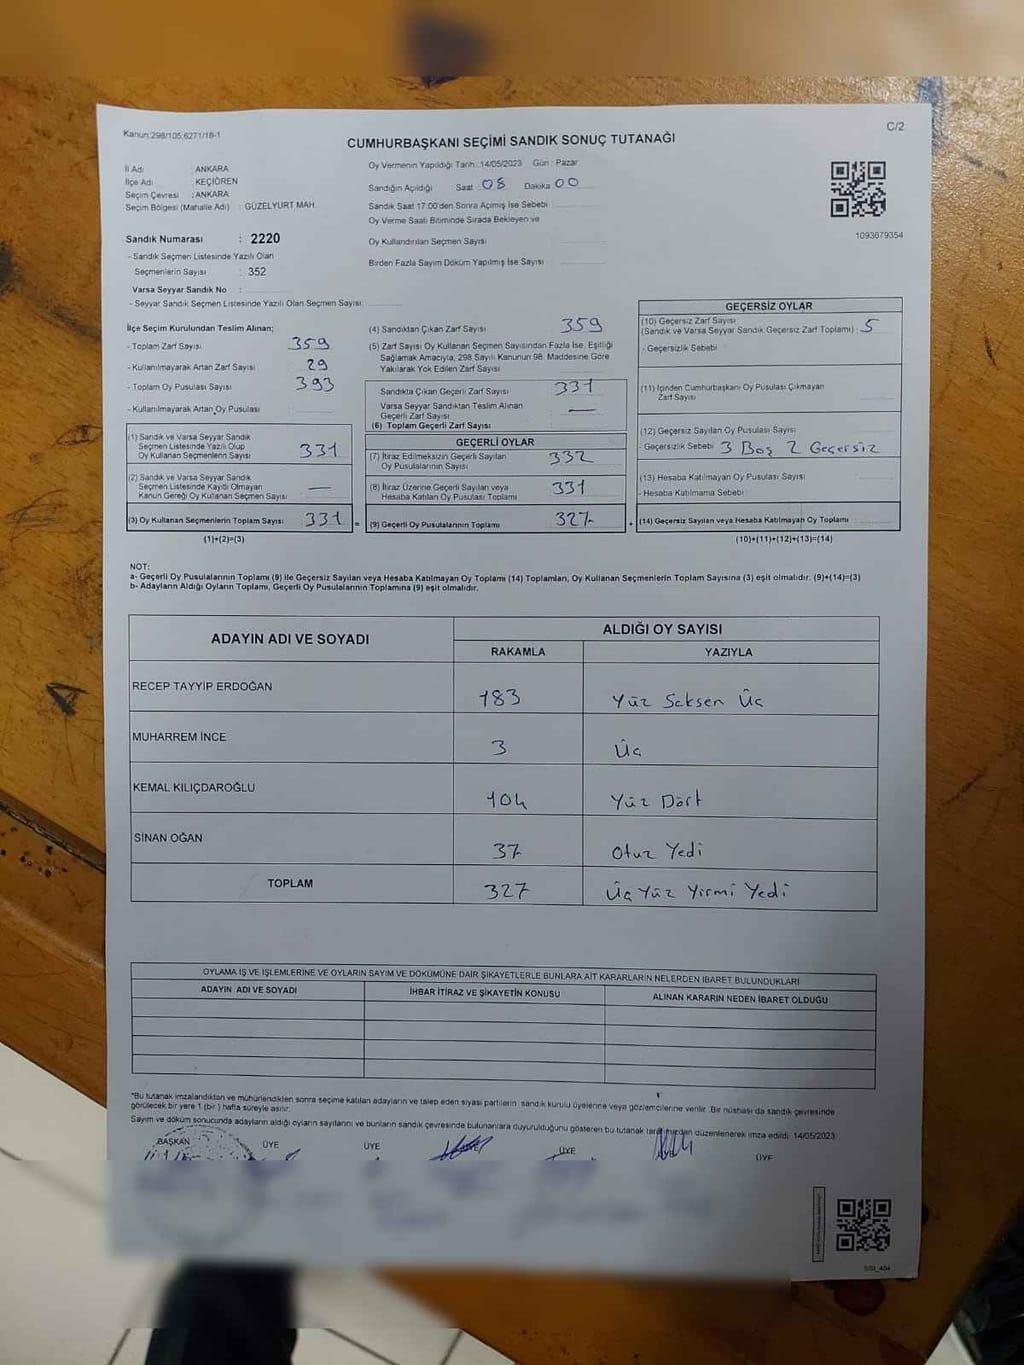 Kanun:298/105;6271/18-1
C/2
CUMHURBAŞKANI SEÇİMİ SANDIK SONUÇ TUTANAĞI
İl Adı : ANKARA
İlçe Adı : KEÇİÖREN
Seçim Çevresi : ANKARA
Seçim Bölgesi (Mahalle Adı) : GÜZELYURT MAH.
Sandık Numarası : 2220
- Sandık Seçmen Listesinde Yazılı Olan
Seçmenlerin Sayısı : 352
Varsa Seyyar Sandık No :
- Seyyar Sandık Seçmen Listesinde Yazılı Olan Seçmen Sayısı:
Oy Vermenin Yapıldığı Tarih :14/05/2023 Gün : Pazar
Sandığın Açıldığı Saat 08 Dakika 00
Sandık Saat 17:00'den Sonra Açımış İse Sebebi
Oy Verme Saati Bitiminde Sırada Bekleyen ve
Oy Kullandırılan Seçmen Sayısı
Birden Fazla Sayım Döküm Yapılmış İse Sayısı
1093679354
İlçe Seçim Kurulundan Teslim Alınan;
- Toplam Zarf Sayısı 359
- Kullanılmayarak Artan Zarf Sayısı 29
- Toplam Oy Pusulası Sayısı 393
- Kullanılmayarak Artan Oy Pusulası
(1) Sandık ve Varsa Seyyar Sandık
Seçmen Listesinde Yazılı Olup
Oy Kullanan Seçmenlerin Sayısı 331
(2) Sandık ve Varsa Seyyar Sandık
Seçmen Listesinde Kayıtlı Olmayan
Kanun Gereği Oy Kullanan Seçmen Sayısı —
(3) Oy Kullanan Seçmenlerin Toplam Sayısı 331 =
(1)+(2)=(3)
(4) Sandıktan Çıkan Zarf Sayısı 359
(5) Zarf Sayısı Oy Kullanan Seçmen Sayısından Fazla İse, Eşitliği
Sağlamak Amacıyla, 298 Sayılı Kanunun 98. Maddesine Göre
Yakılarak Yok Edilen Zarf Sayısı
Sandıkta Çıkan Geçerli Zarf Sayısı 331
Varsa Seyyar Sandıktan Teslim Alınan
Geçerli Zarf Sayısı —
(6) Toplam Geçerli Zarf Sayısı
GEÇERLİ OYLAR
(7) İtiraz Edilmeksizin Geçerli Sayılan
Oy Pusulalarının Sayısı 332
(8) İtiraz Üzerine Geçerli Sayılan veya
Hesaba Katılan Oy Pusulası Toplamı 331
(9) Geçerli Oy Pusulalarının Toplamı 327 +
GEÇERSİZ OYLAR
(10) Geçersiz Zarf Sayısı
(Sandık ve Varsa Seyyar Sandık Geçersiz Zarf Toplamı) : 5
- Geçersizlik Sebebi
(11) İçinden Cumhurbaşkanı Oy Pusulası Çıkmayan
Zarf Sayısı
(12) Geçersiz Sayılan Oy Pusulası Sayısı
- Geçersizlik Sebebi 3 Boş 2 Geçersiz
(13) Hesaba Katılmayan Oy Pusulası Sayısı
- Hesaba Katılmama Sebebi
(14) Geçersiz Sayılan veya Hesaba Katılmayan Oy Toplamı
(10)+(11)+(12)+(13)=(14)
NOT:
a- Geçerli Oy Pusulalarının Toplamı (9) ile Geçersiz Sayılan veya Hesaba Katılmayan Oy Toplamı (14) Toplamları, Oy Kullanan Seçmenlerin Toplam Sayısına (3) eşit olmalıdır. (9)+(14)=(3)
b- Adayların Aldığı Oyların Toplamı, Geçerli Oy Pusulalarının Toplamına (9) eşit olmalıdır.
ADAYIN ADI VE SOYADI
ALDIĞI OY SAYISI
RAKAMLA YAZIYLA
RECEP TAYYİP ERDOĞAN 183 Yüz Seksen Üç
MUHARREM İNCE 3 Üç
KEMAL KILIÇDAROĞLU 104 Yüz Dört
SİNAN OĞAN 37 Otuz Yedi
TOPLAM 327 Üç Yüz Yirmi Yedi
OYLAMA İŞ VE İŞLEMLERİNE VE OYLARIN SAYIM VE DÖKÜMÜNE DAİR ŞİKAYETLERLE BUNLARA AİT KARARLARIN NELERDEN İBARET BULUNDUKLARI
ADAYIN ADI VE SOYADI İHBAR İTİRAZ VE ŞİKAYETİN KONUSU ALINAN KARARIN NEDEN İBARET OLDUĞU
*Bu tutanak imzalandıktan ve mühürlendikten sonra seçime katılan adayların ve talep eden siyasi partilerin sandık kurulu üyelerine veya gözlemcilerine verilir. Bir nüshası da sandık çevresinde
görülecek bir yere 1 (bir ) hafta süreyle asılır.
Sayım ve döküm sonucunda adayların aldığı oyların sayılarını ve bunların sandık çevresinde bulunanlara duyurulduğunu gösteren bu tutanak tarafımızdan düzenlenerek imza edildi. 14/05/2023
BAŞKAN ÜYE ÜYE ÜYE ÜYE ÜYE